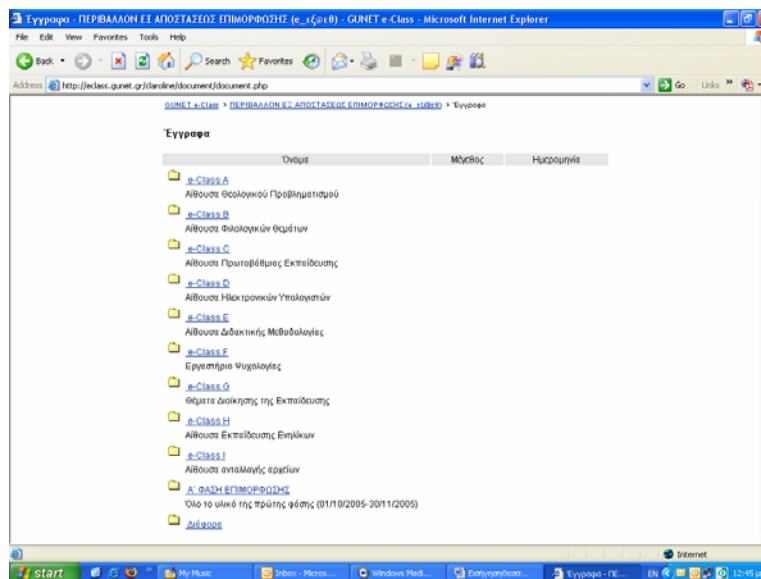 Έγγραφα - ΠΕΡΙΒΑΛΛΟΝ ΕΞ ΑΠΟΣΤΑΣΕΩΣ ΕΠΙΜΟΡΦΩΣΗΣ (e_εξ@εθ) - GUNET e-Class - Microsoft Internet Explorer
File Edit View Favorites Tools Help
Back Search Favorites
Address http://eclass.gunet.gr/claroline/document/document.php Go Links
GUNET e-Class > ΠΕΡΙΒΑΛΛΟΝ ΕΞ ΑΠΟΣΤΑΣΕΩΣ ΕΠΙΜΟΡΦΩΣΗΣ (e_εξ@εθ) > Έγγραφα
Έγγραφα
Όνομα Μέγεθος Ημερομηνία
e-Class A
Αίθουσα Θεολογικού Προβληματισμού
e-Class B
Αίθουσα Φιλολογικών Θεμάτων
e-Class C
Αίθουσα Πρωτοβάθμιας Εκπαίδευσης
e-Class D
Αίθουσα Ηλεκτρονικών Υπολογιστών
e-Class E
Αίθουσα Διδακτικής Μεθοδολογίας
e-Class F
Εργαστήριο Ψυχολογίας
e-Class G
Θέματα Διοίκησης της Εκπαίδευσης
e-Class H
Αίθουσα Εκπαίδευσης Ενηλίκων
e-Class I
Αίθουσα ανταλλαγής αρχείων
Α' ΦΑΣΗ ΕΠΙΜΟΡΦΩΣΗΣ
Όλο το υλικό της πρώτης φάσης (01/10/2005-30/11/2005)
Διάφορα
Internet
start My Music Inbox - Micros... Windows Medi... Έγγραφα - ΠΕ... EN 12:45 μμ